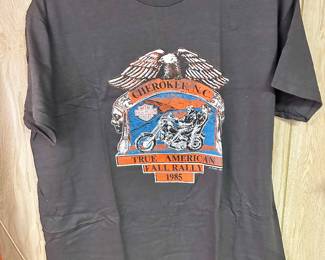 CHEROKEE, N.C.
TRUE AMERICAN
FALL RALLY
1985